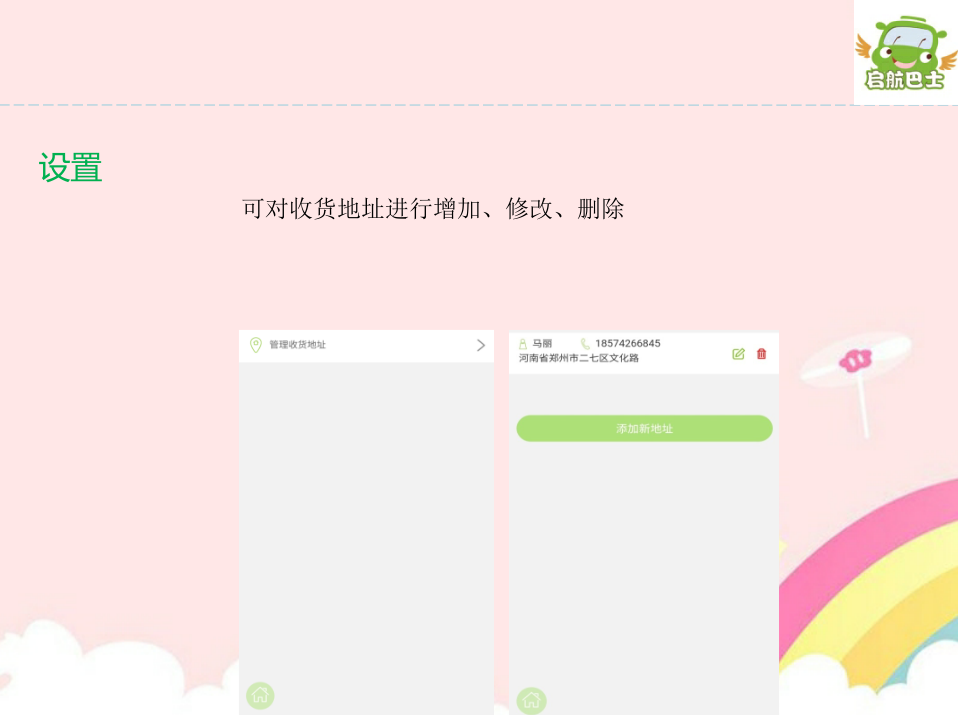 启航巴士
设置
可对收货地址进行增加、修改、删除
管理收货地址
马丽 18574266845
河南省郑州市二七区文化路
添加新地址